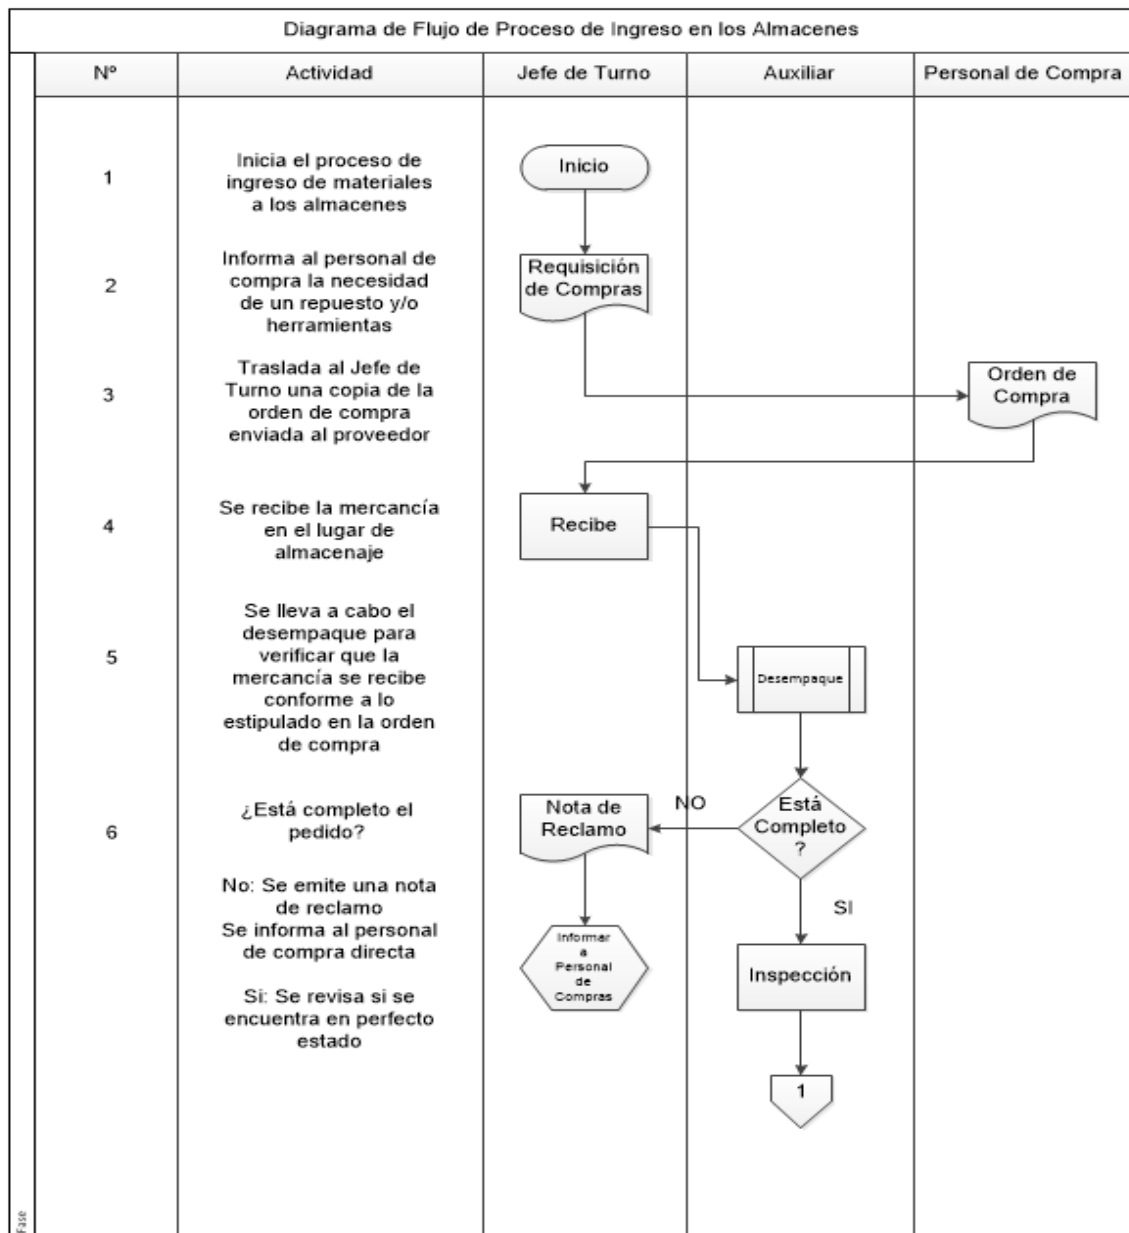 Diagrama de Flujo de Proceso de Ingreso en los Almacenes
Nº
Actividad
Jefe de Turno
Auxiliar
Personal de Compra
1
Inicia el proceso de
ingreso de materiales
a los almacenes
Inicio
2
Informa al personal de
compra la necesidad
de un repuesto y/o
herramientas
Requisición
de Compras
3
Traslada al Jefe de
Turno una copia de la
orden de compra
enviada al proveedor
Orden de
Compra
4
Se recibe la mercancía
en el lugar de
almacenaje
Recibe
5
Se lleva a cabo el
desempaque para
verificar que la
mercancía se recibe
conforme a lo
estipulado en la orden
de compra
Desempaque
6
¿Está completo el
pedido?
No: Se emite una nota
de reclamo
Se informa al personal
de compra directa
Si: Se revisa si se
encuentra en perfecto
estado
Nota de
Reclamo
NO
Está
Completo
?
SI
Informar
a
Personal
de
Compras
Inspección
1
Fase